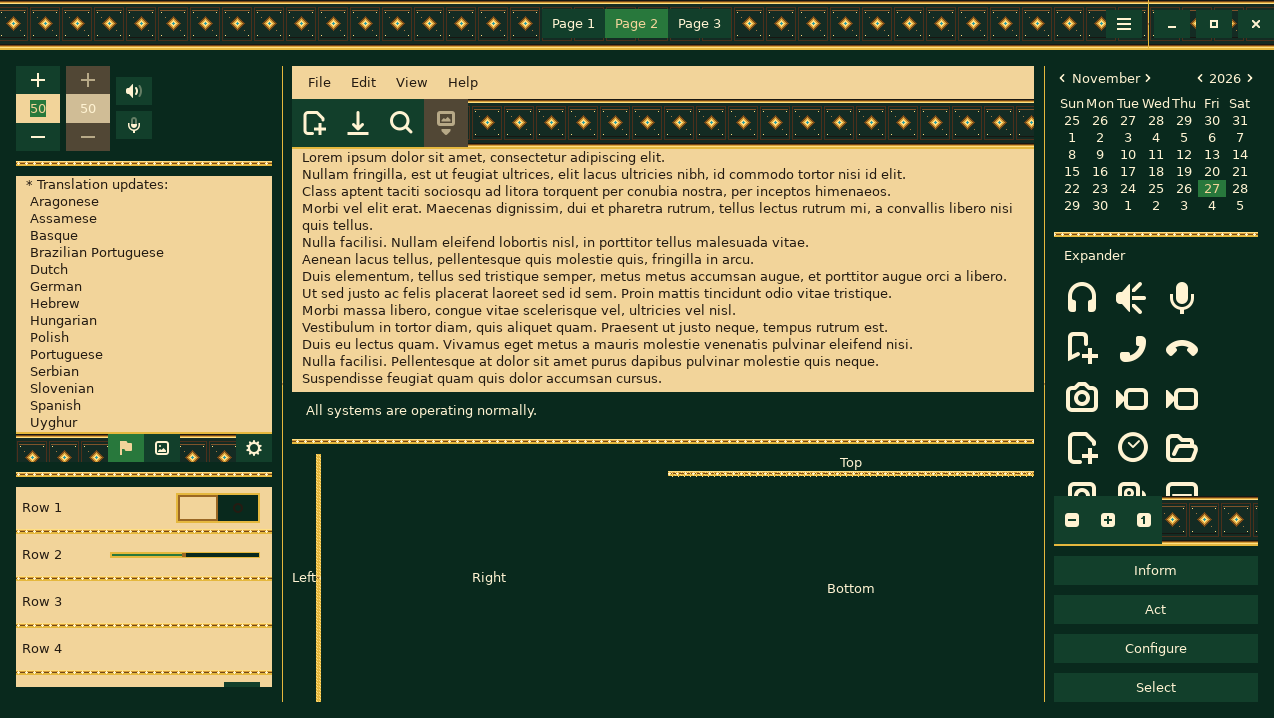 Page 1 Page 2 Page 3
50 50
* Translation updates:
Aragonese
Assamese
Basque
Brazilian Portuguese
Dutch
German
Hebrew
Hungarian
Polish
Portuguese
Serbian
Slovenian
Spanish
Uyghur
Row 1
Row 2
Row 3
Row 4
File Edit View Help
Lorem ipsum dolor sit amet, consectetur adipiscing elit.
Nullam fringilla, est ut feugiat ultrices, elit lacus ultricies nibh, id commodo tortor nisi id elit.
Class aptent taciti sociosqu ad litora torquent per conubia nostra, per inceptos himenaeos.
Morbi vel elit erat. Maecenas dignissim, dui et pharetra rutrum, tellus lectus rutrum mi, a convallis libero nisi
quis tellus.
Nulla facilisi. Nullam eleifend lobortis nisl, in porttitor tellus malesuada vitae.
Aenean lacus tellus, pellentesque quis molestie quis, fringilla in arcu.
Duis elementum, tellus sed tristique semper, metus metus accumsan augue, et porttitor augue orci a libero.
Ut sed justo ac felis placerat laoreet sed id sem. Proin mattis tincidunt odio vitae tristique.
Morbi massa libero, congue vitae scelerisque vel, ultricies vel nisl.
Vestibulum in tortor diam, quis aliquet quam. Praesent ut justo neque, tempus rutrum est.
Duis eu lectus quam. Vivamus eget metus a mauris molestie venenatis pulvinar eleifend nisi.
Nulla facilisi. Pellentesque at dolor sit amet purus dapibus pulvinar molestie quis neque.
Suspendisse feugiat quam quis dolor accumsan cursus.
All systems are operating normally.
Left
Right
Top
Bottom
November 2026
Sun Mon Tue Wed Thu Fri Sat
25 26 27 28 29 30 31
1 2 3 4 5 6 7
8 9 10 11 12 13 14
15 16 17 18 19 20 21
22 23 24 25 26 27 28
29 30 1 2 3 4 5
Expander
1
Inform
Act
Configure
Select